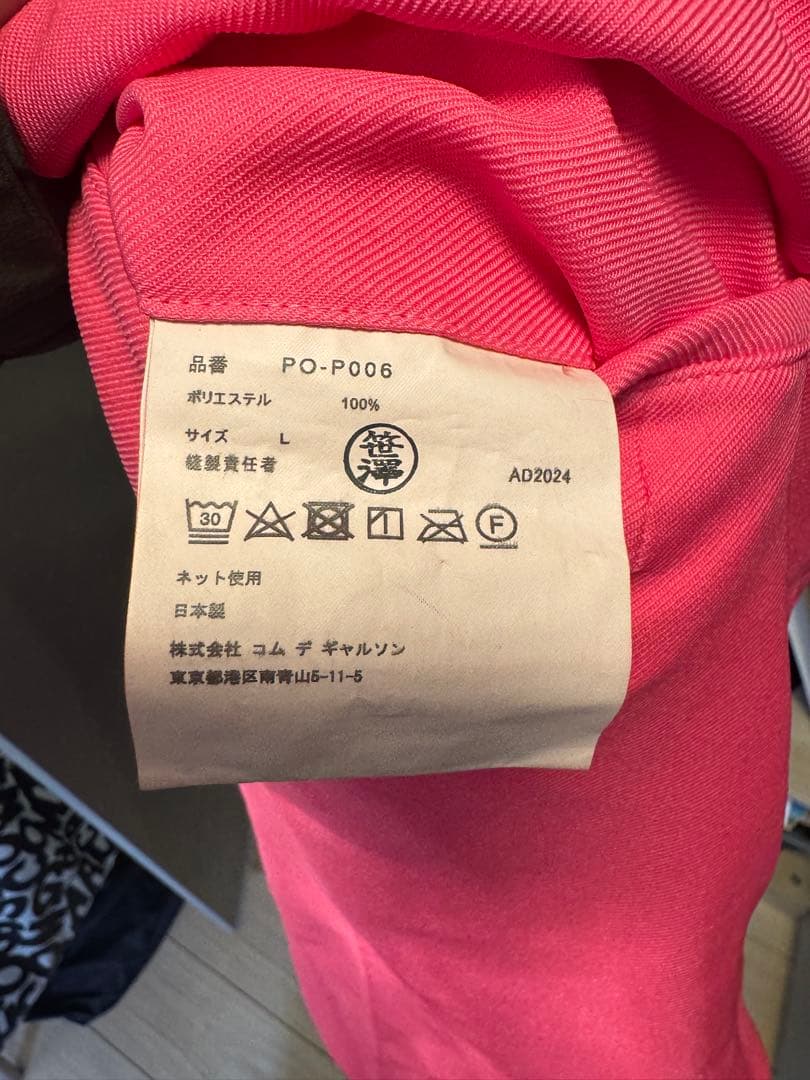 品番 PO-P006
ポリエステル 100%
サイズ L
縫製責任者 笹澤 AD2024
30 F
ネット使用
日本製
株式会社 コム デ ギャルソン
東京都港区南青山5-11-5